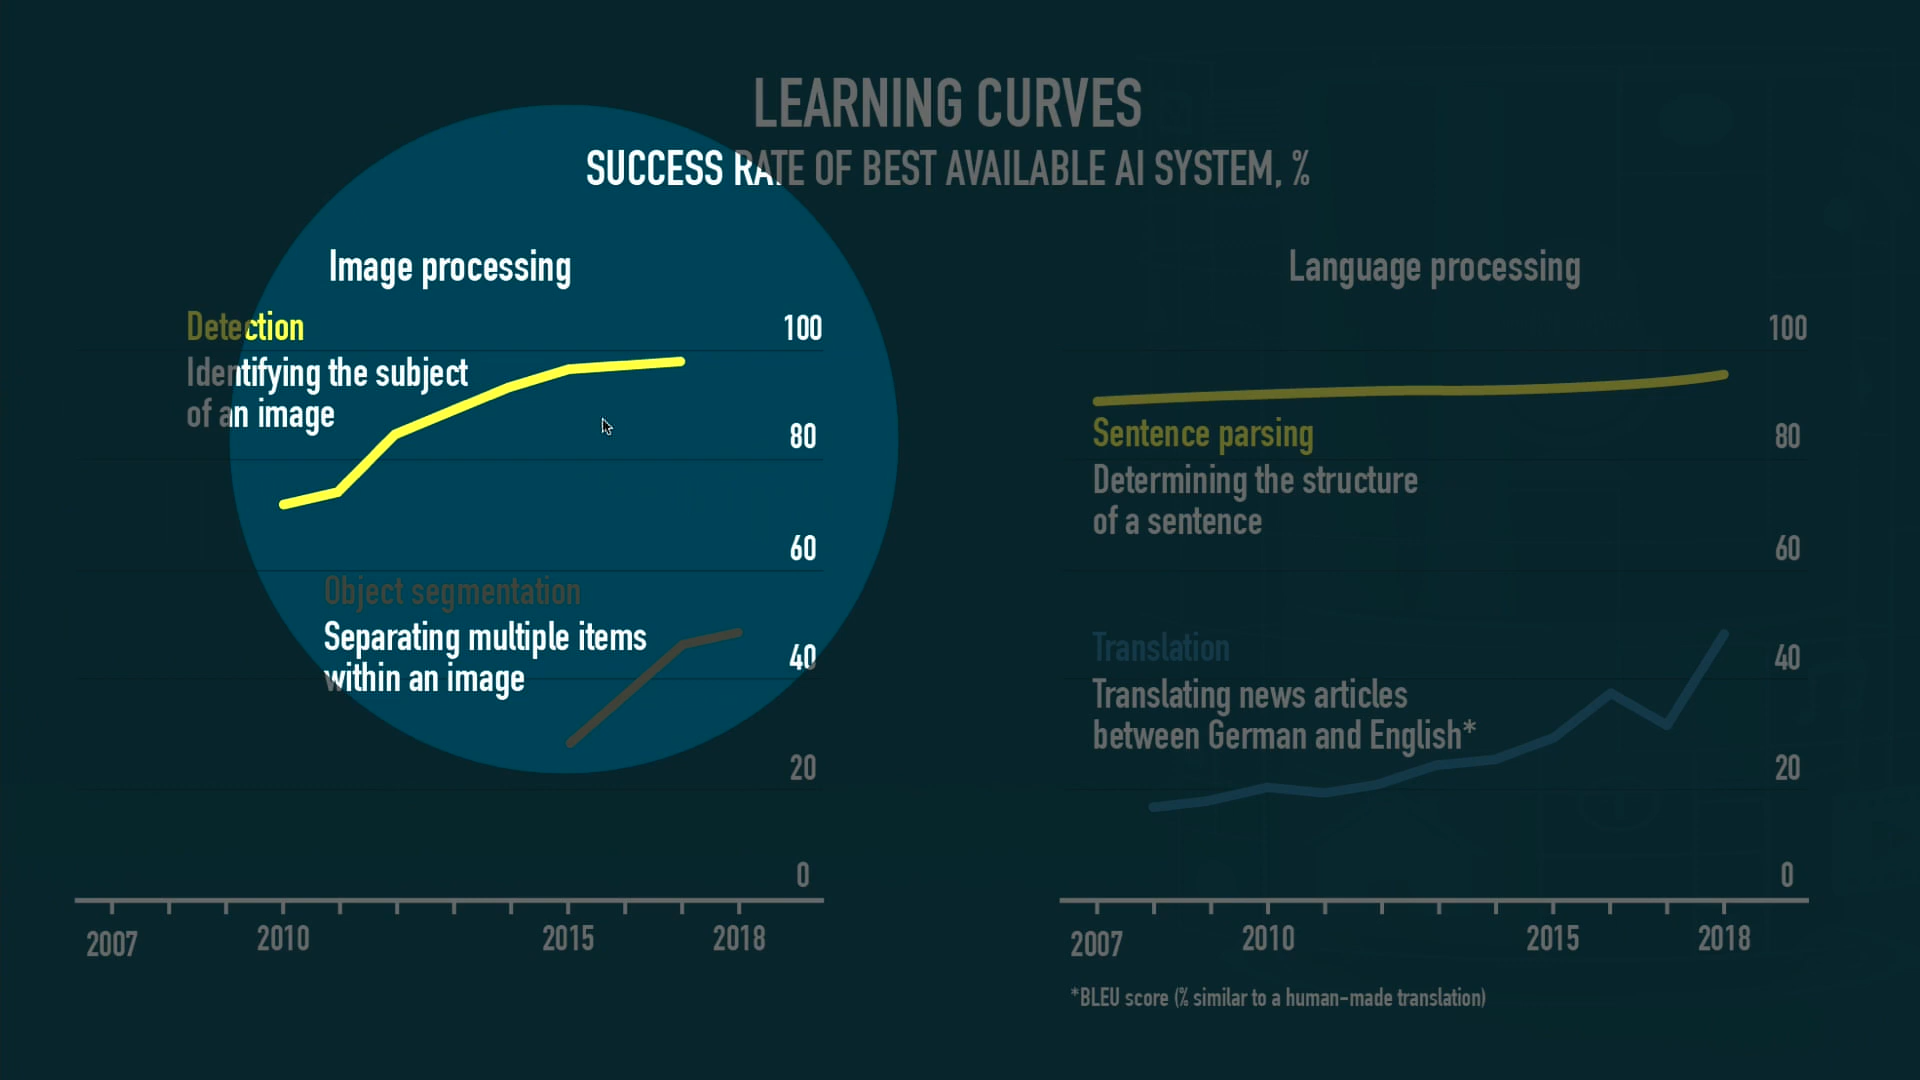 LEARNING CURVES
SUCCESS RATE OF BEST AVAILABLE AI SYSTEM, %
Image processing
Detection
Identifying the subject
of an image
Object segmentation
Separating multiple items
within an image
100
80
60
40
20
0
2007
2010
2015
2018
Language processing
Sentence parsing
Determining the structure
of a sentence
Translation
Translating news articles
between German and English*
100
80
60
40
20
0
2007
2010
2015
2018
*BLEU score (% similar to a human-made translation)